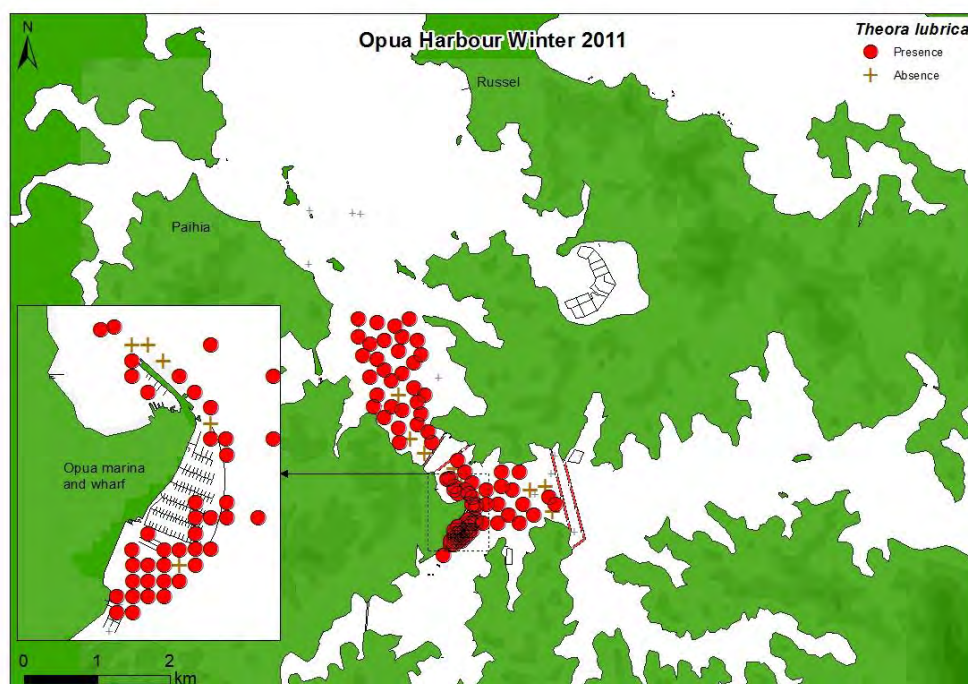 N
Opua Harbour Winter 2011
Theora lubrica
Presence
Absence
Russel
Paihia
Opua marina
and wharf
0 1 2
km